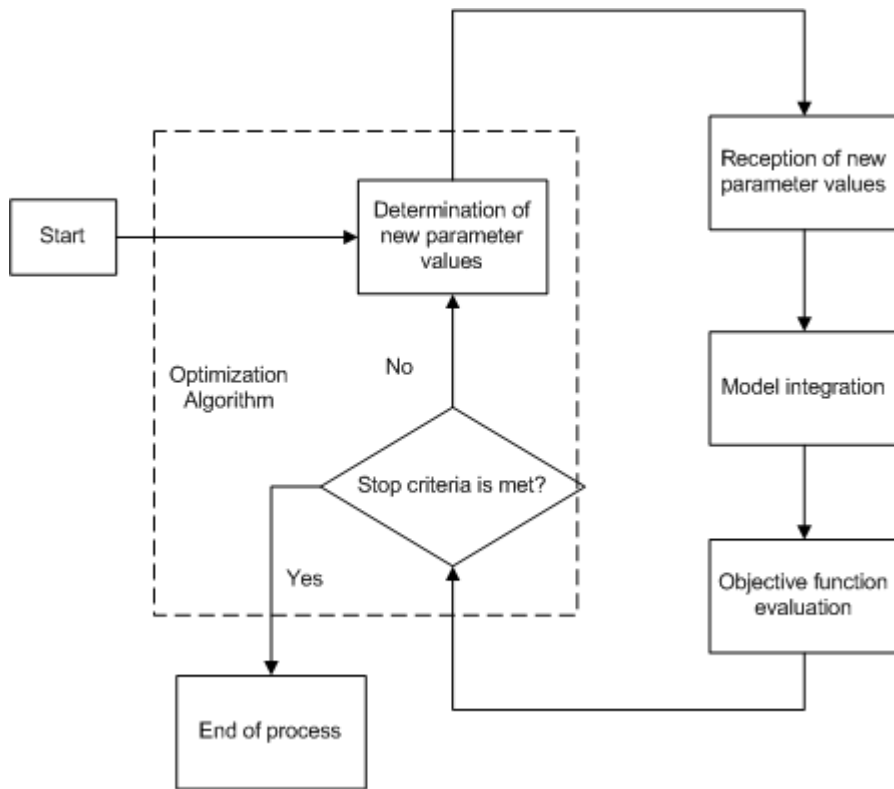 Start
Determination of
new parameter
values
Reception of new
parameter values
Model integration
Objective function
evaluation
Stop criteria is met?
No
Yes
Optimization
Algorithm
End of process